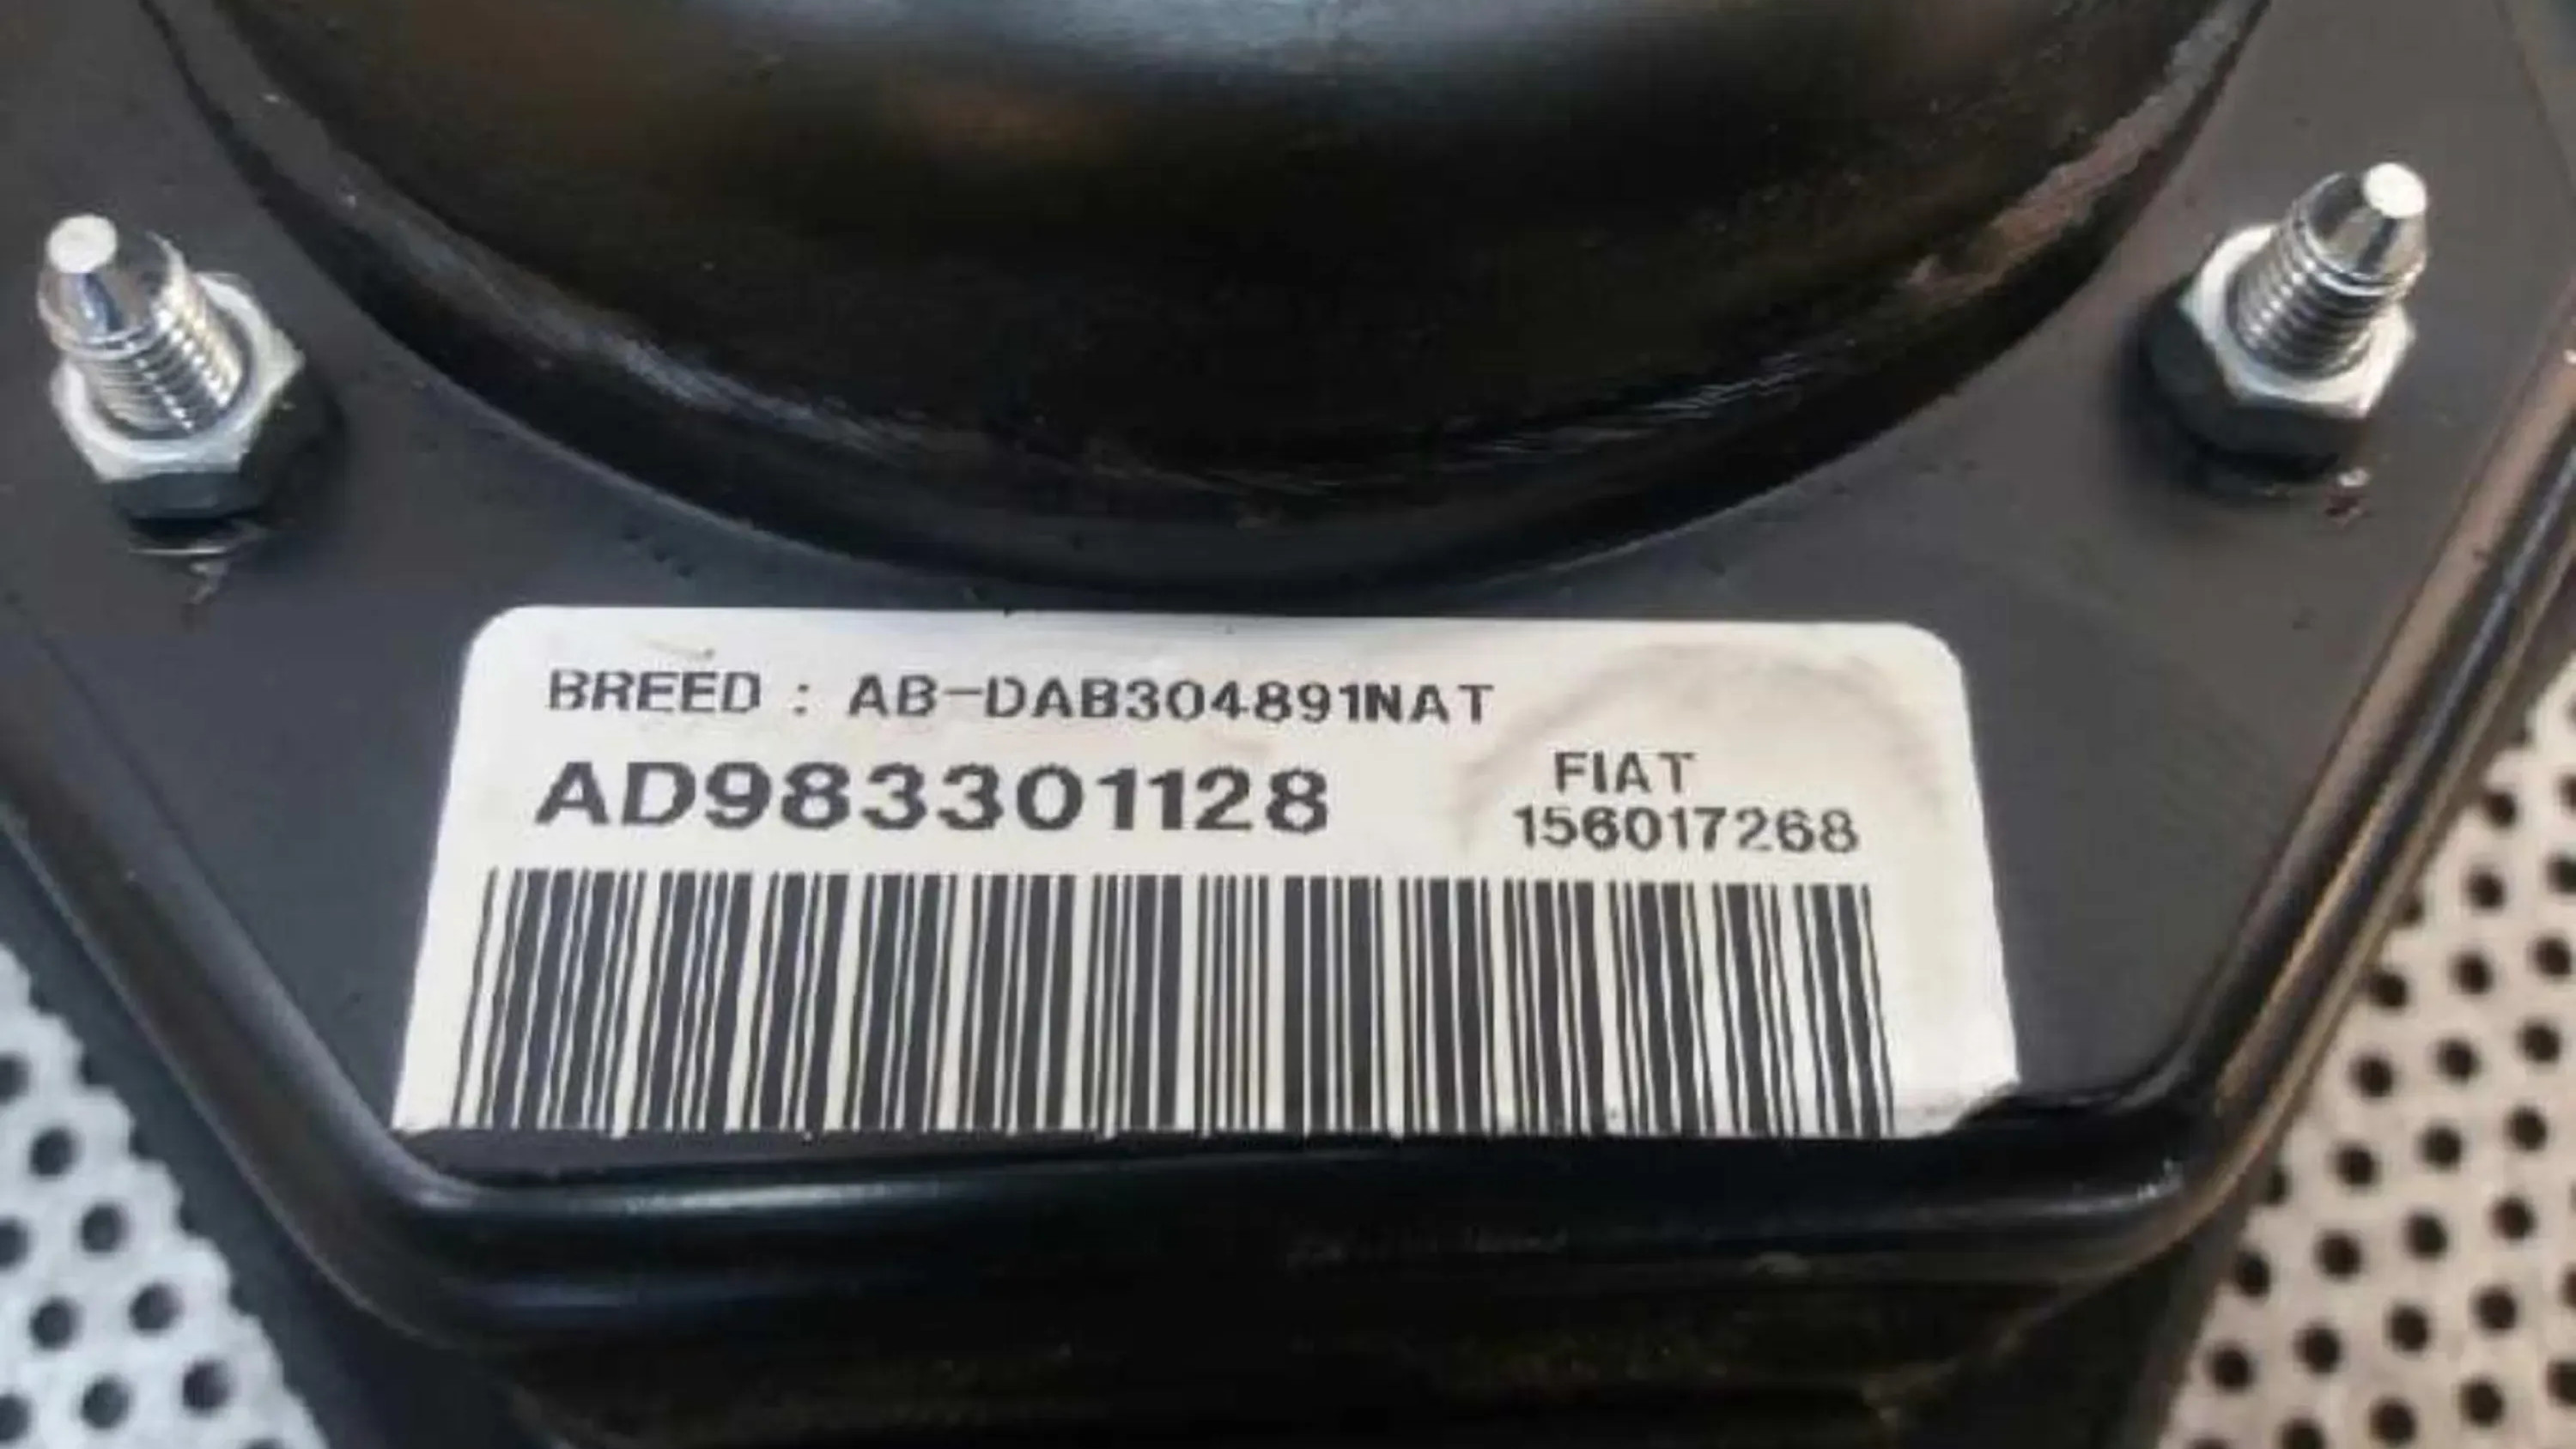 BREED : AB-DAB304891NAT
AD983301128
FIAT
156017268